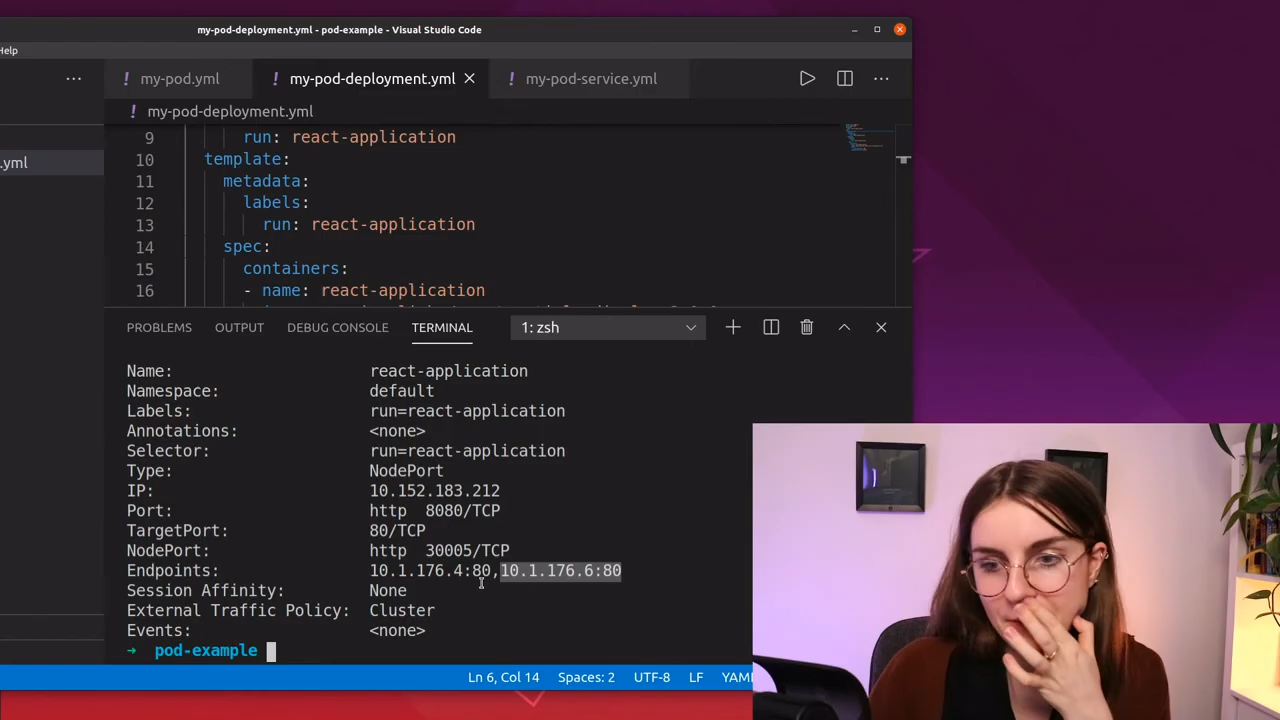 my-pod-deployment.yml - pod-example - Visual Studio Code
Help
··· ! my-pod.yml ! my-pod-deployment.yml ! my-pod-service.yml ···
! my-pod-deployment.yml
.yml
9 run: react-application
10 template:
11 metadata:
12 labels:
13 run: react-application
14 spec:
15 containers:
16 - name: react-application
PROBLEMS OUTPUT DEBUG CONSOLE TERMINAL 1: zsh
Name: react-application
Namespace: default
Labels: run=react-application
Annotations: <none>
Selector: run=react-application
Type: NodePort
IP: 10.152.183.212
Port: http 8080/TCP
TargetPort: 80/TCP
NodePort: http 30005/TCP
Endpoints: 10.1.176.4:80,10.1.176.6:80
Session Affinity: None
External Traffic Policy: Cluster
Events: <none>
→ pod-example
Ln 6, Col 14 Spaces: 2 UTF-8 LF YAM